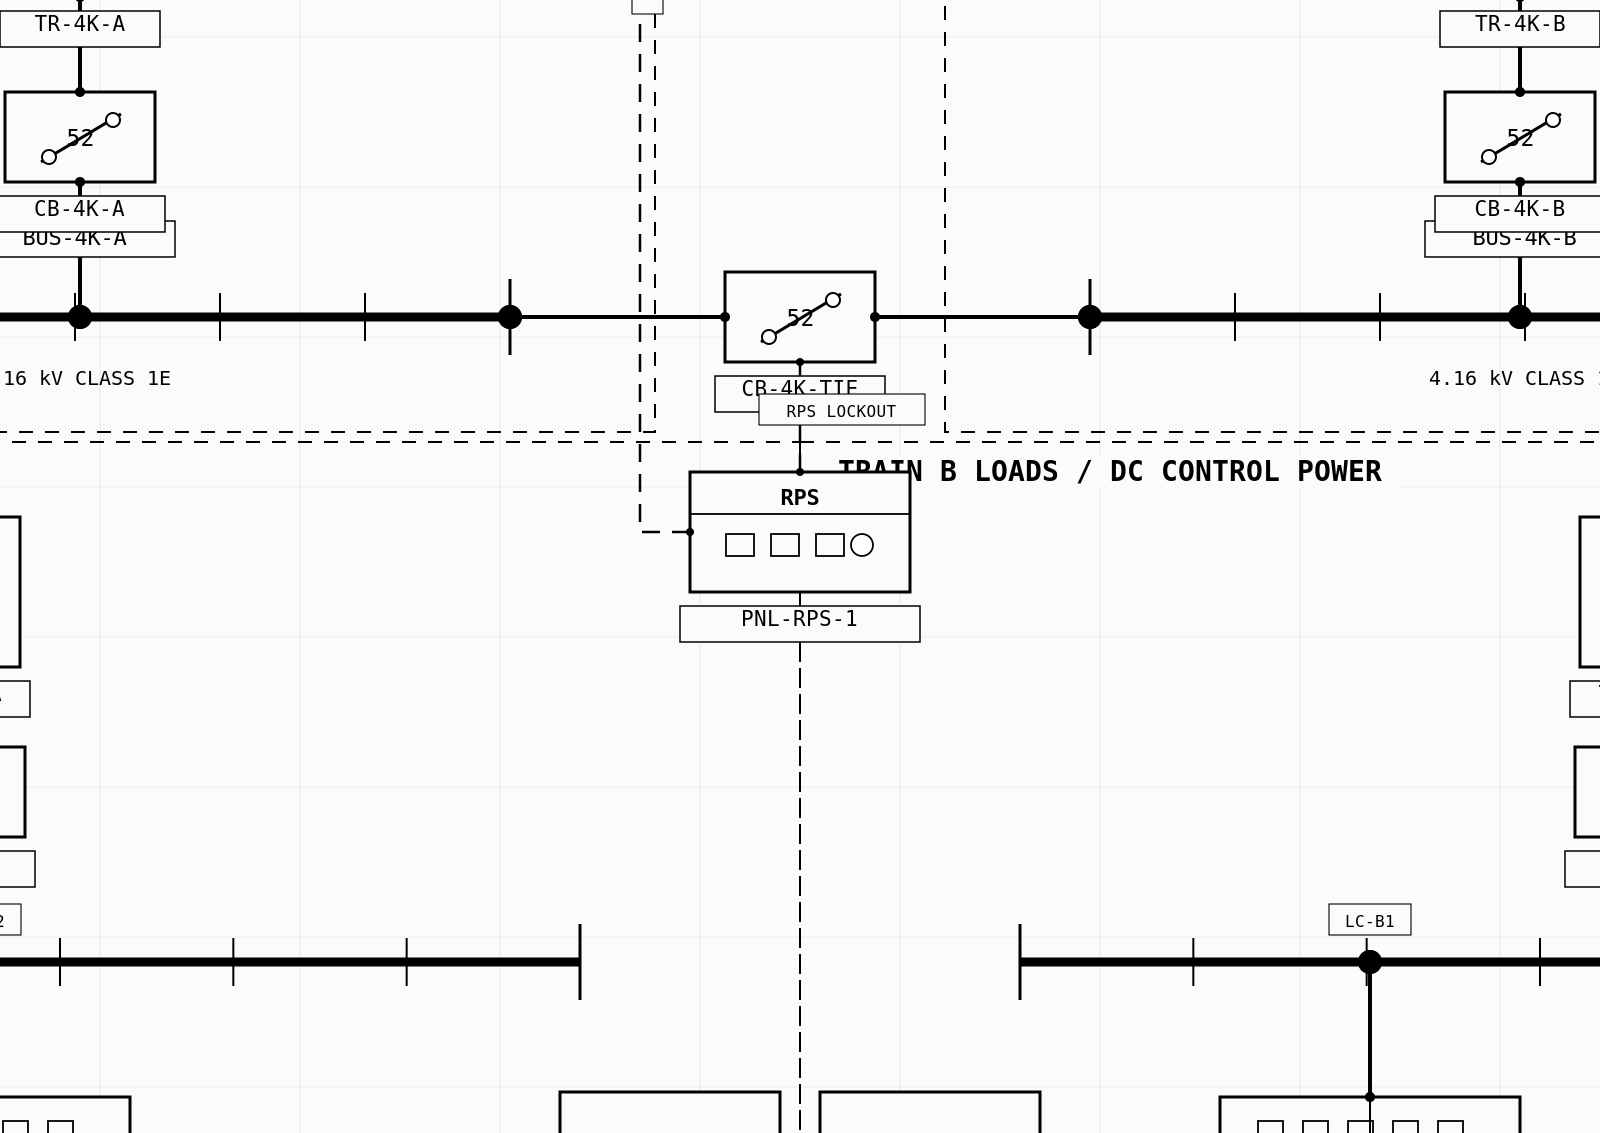 TR-4K-A
TR-4K-B
52
52
CB-4K-A
CB-4K-B
BUS-4K-A
BUS-4K-B
52
16 kV CLASS 1E
4.16 kV CLASS
CB-4K-TIE
RPS LOCKOUT
TRAIN B LOADS / DC CONTROL POWER
RPS
PNL-RPS-1
2
LC-B1